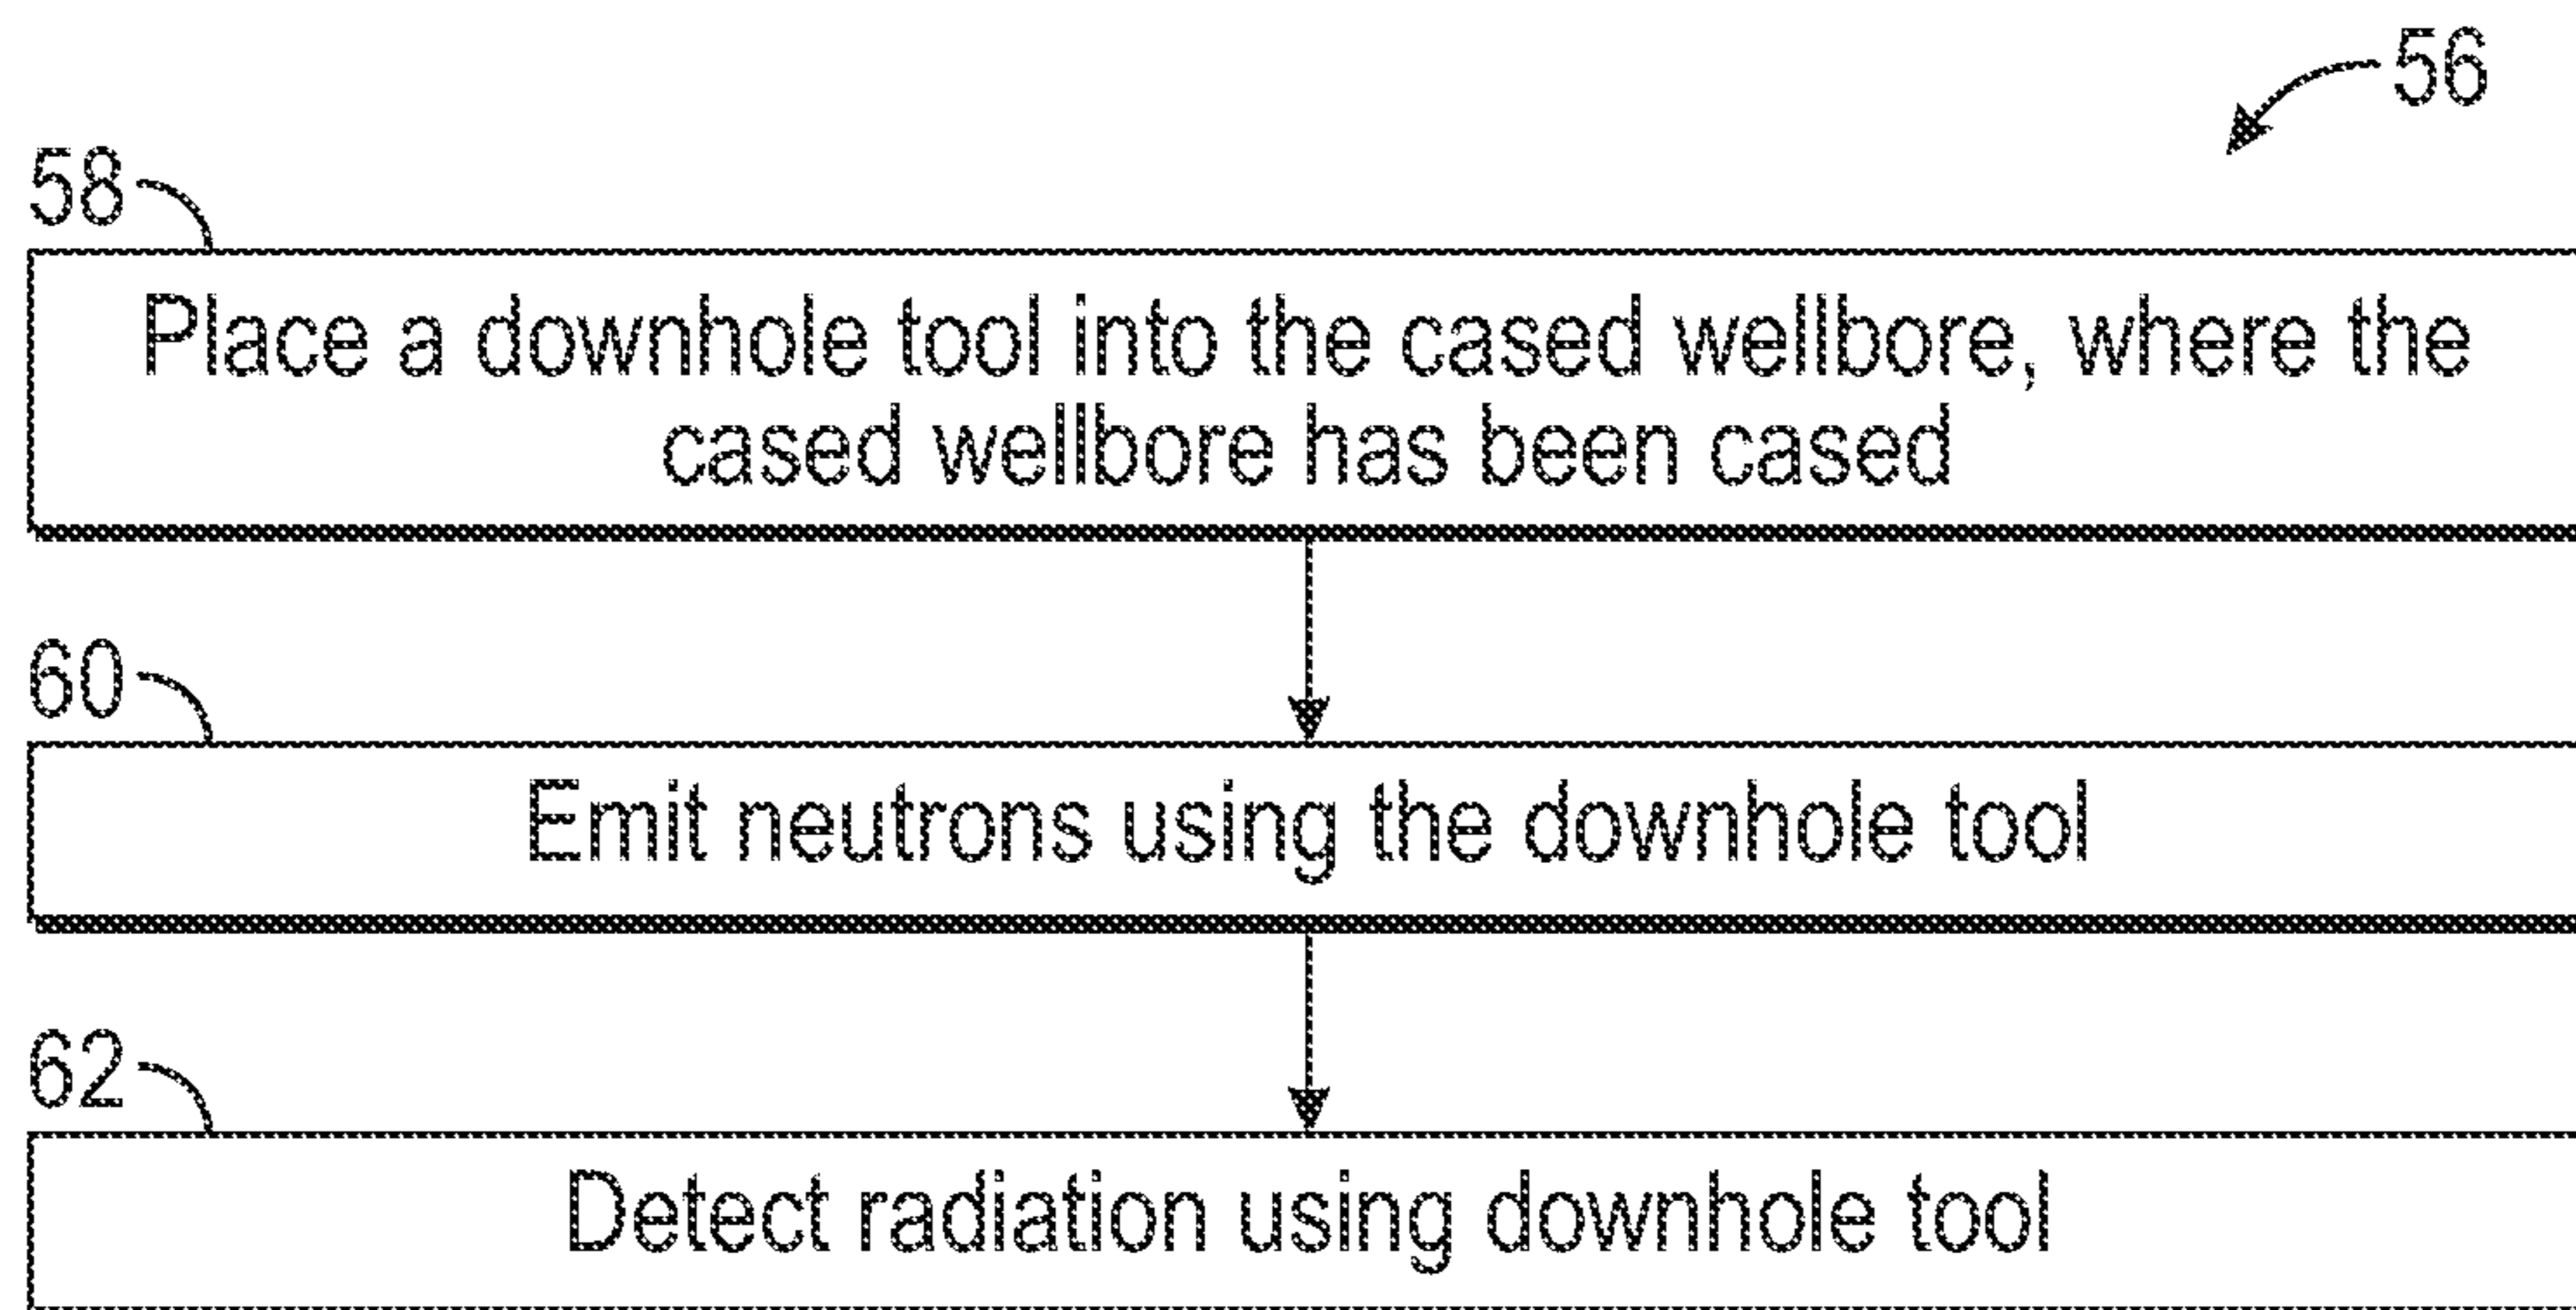 56
58
Place a downhole tool into the cased wellbore, where the
cased wellbore has been cased
60
Emit neutrons using the downhole tool
62
Detect radiation using downhole tool